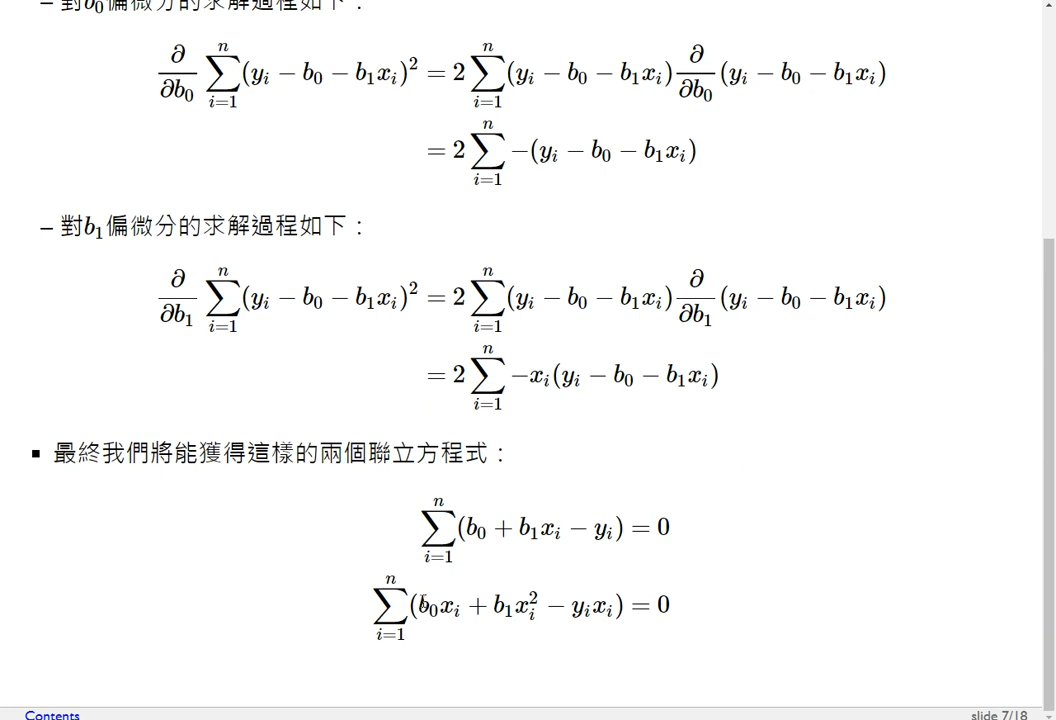 – 對b₀偏微分的求解過程如下：
∂/∂b₀ ∑ᵢ₌₁ⁿ (yᵢ − b₀ − b₁xᵢ)² = 2 ∑ᵢ₌₁ⁿ (yᵢ − b₀ − b₁xᵢ) ∂/∂b₀ (yᵢ − b₀ − b₁xᵢ)
= 2 ∑ᵢ₌₁ⁿ −(yᵢ − b₀ − b₁xᵢ)
– 對b₁偏微分的求解過程如下：
∂/∂b₁ ∑ᵢ₌₁ⁿ (yᵢ − b₀ − b₁xᵢ)² = 2 ∑ᵢ₌₁ⁿ (yᵢ − b₀ − b₁xᵢ) ∂/∂b₁ (yᵢ − b₀ − b₁xᵢ)
= 2 ∑ᵢ₌₁ⁿ −xᵢ(yᵢ − b₀ − b₁xᵢ)
▪ 最終我們將能獲得這樣的兩個聯立方程式：
∑ᵢ₌₁ⁿ (b₀ + b₁xᵢ − yᵢ) = 0
∑ᵢ₌₁ⁿ (b₀xᵢ + b₁xᵢ² − yᵢxᵢ) = 0
Contents
slide 7/18